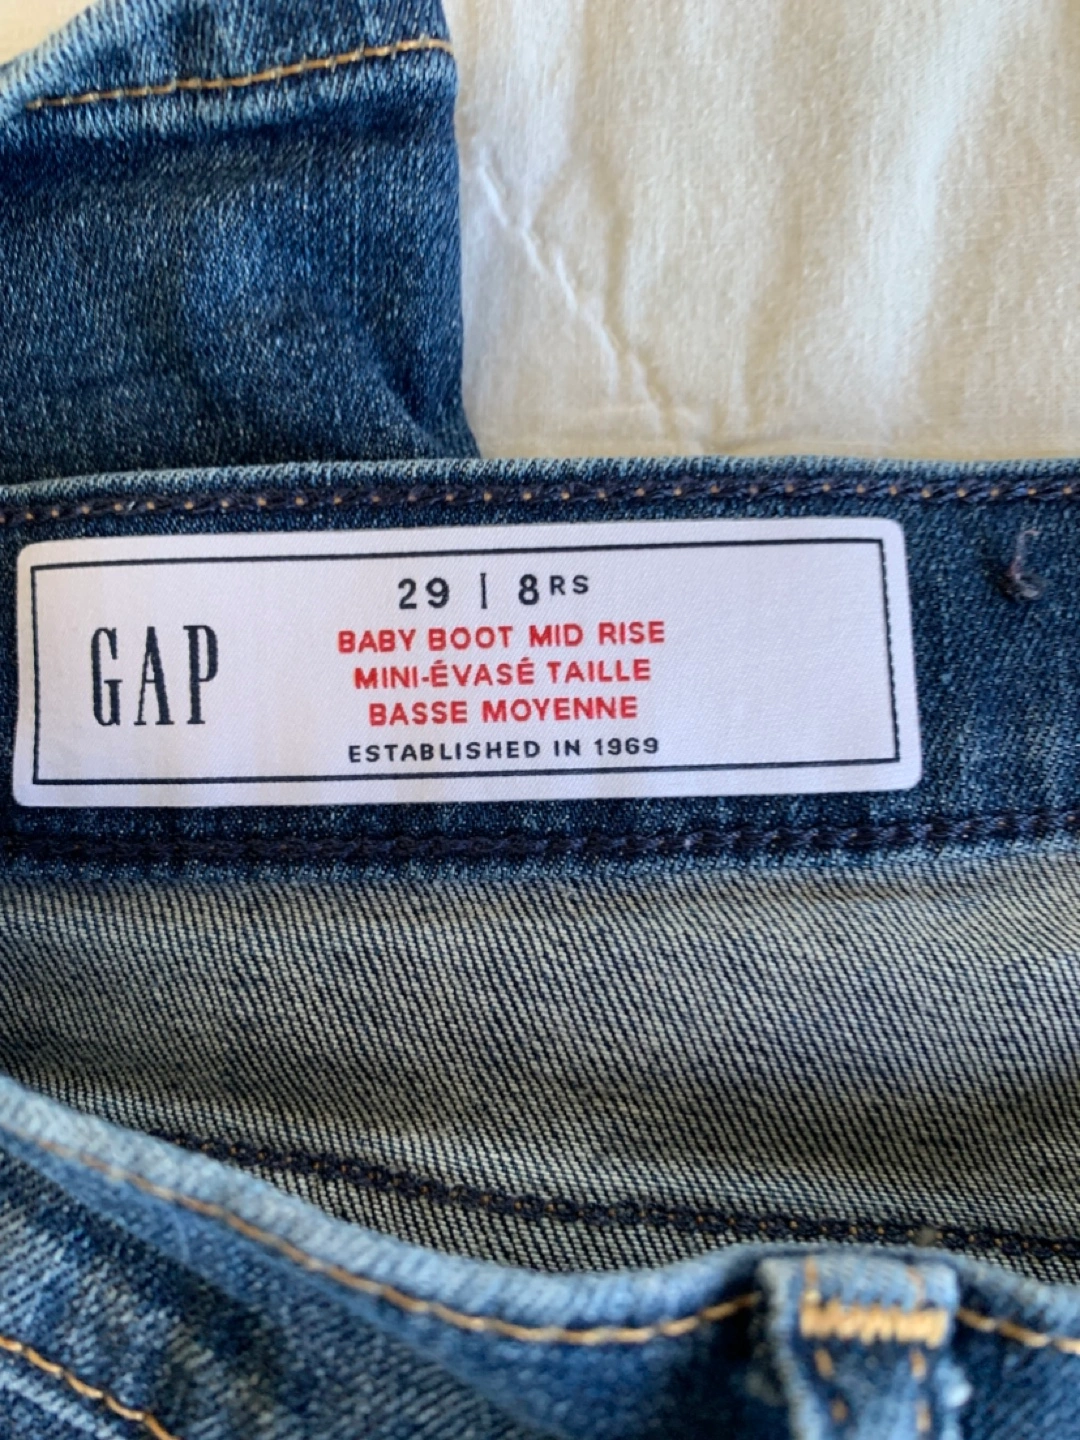 GAP
29 | 8RS
BABY BOOT MID RISE
MINI-ÉVASÉ TAILLE
BASSE MOYENNE
ESTABLISHED IN 1969